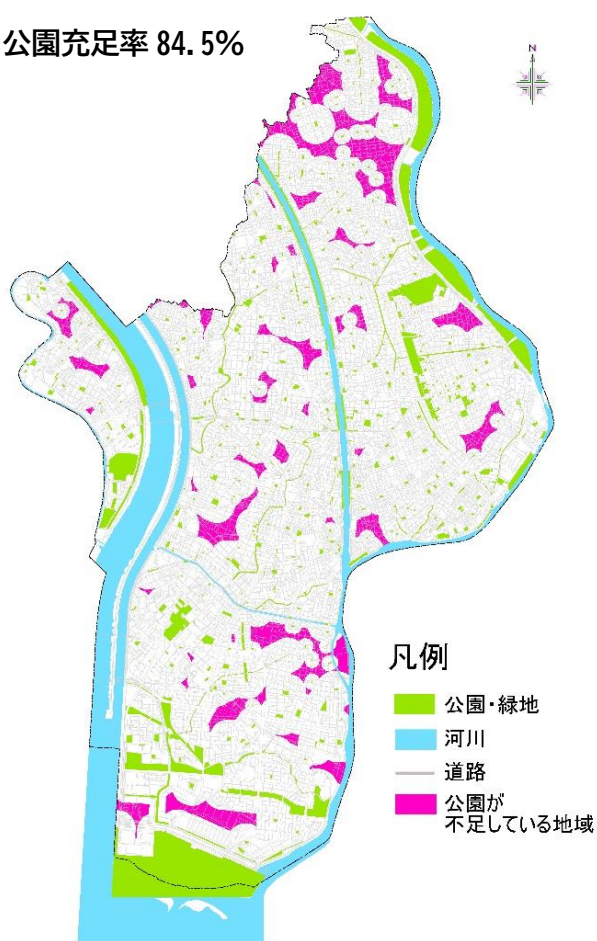 公園充足率 84.5%
N
凡例
公園・緑地
河川
道路
公園が
不足している地域